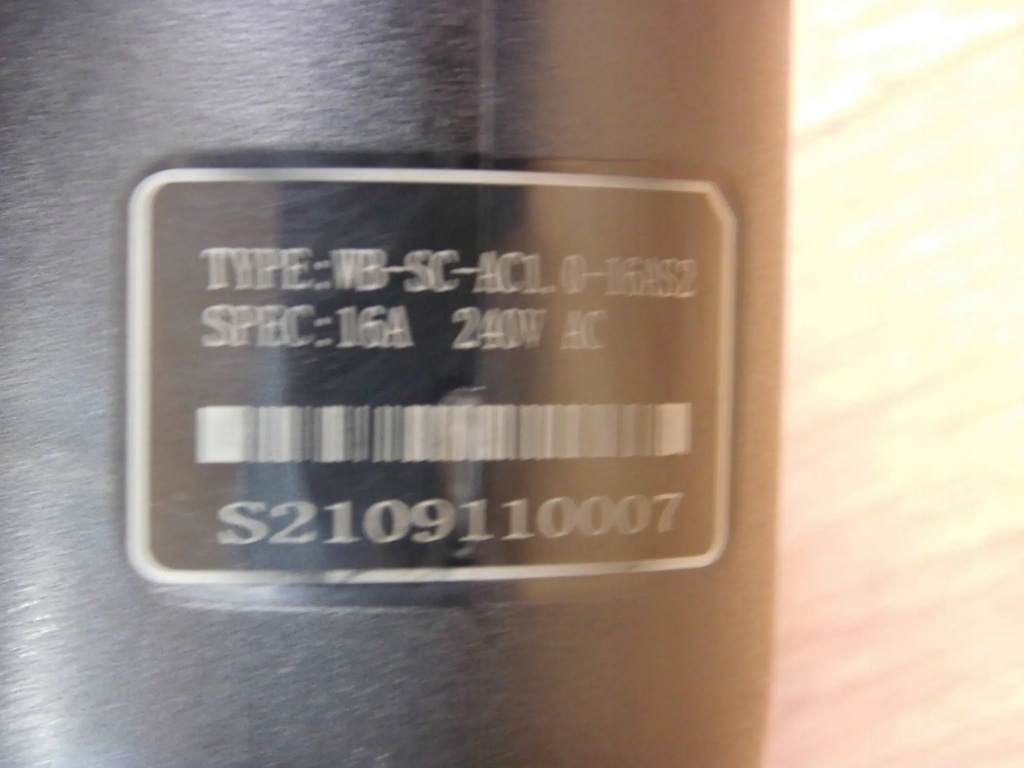 TYPE:WB-SC-AC1.0-16AS2
SPEC:16A 240V AC
S2109110007